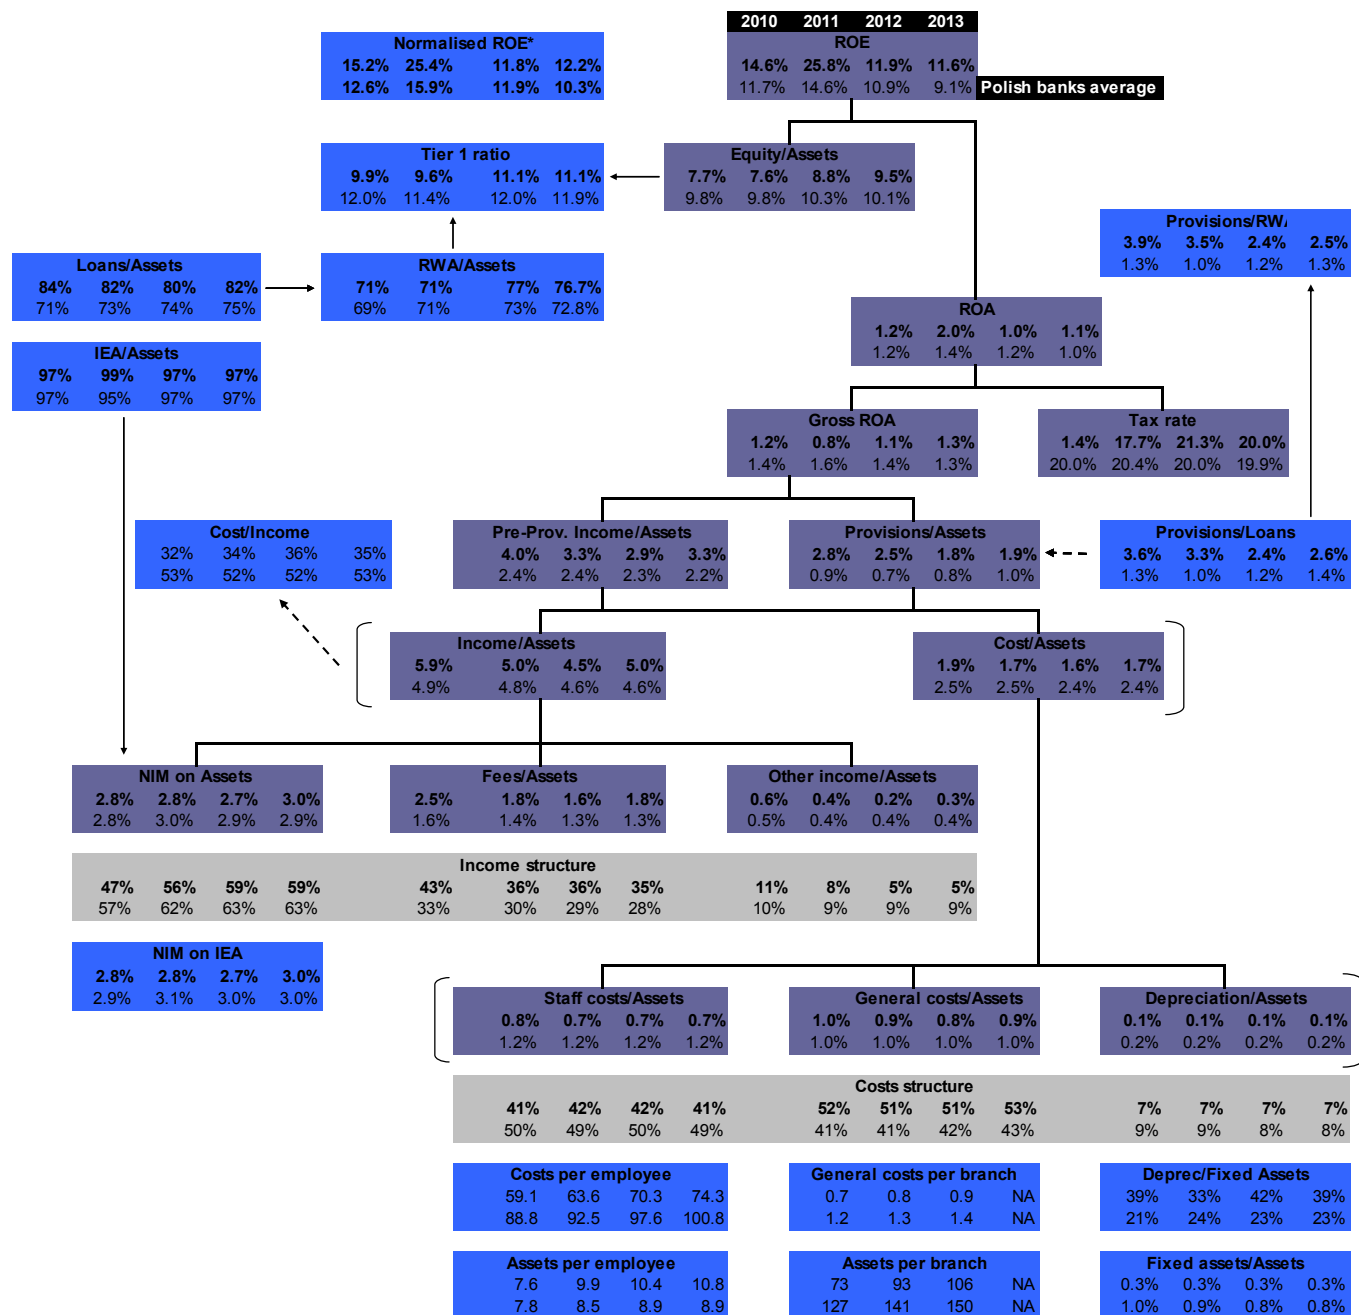 2010 2011 2012 2013
Normalised ROE*
15.2% 25.4% 11.8% 12.2%
12.6% 15.9% 11.9% 10.3%
ROE
14.6% 25.8% 11.9% 11.6%
11.7% 14.6% 10.9% 9.1%
Polish banks average
Tier 1 ratio
9.9% 9.6% 11.1% 11.1%
12.0% 11.4% 12.0% 11.9%
Equity/Assets
7.7% 7.6% 8.8% 9.5%
9.8% 9.8% 10.3% 10.1%
Provisions/RW
3.9% 3.5% 2.4% 2.5%
1.3% 1.0% 1.2% 1.3%
Loans/Assets
84% 82% 80% 82%
71% 73% 74% 75%
RWA/Assets
71% 71% 77% 76.7%
69% 71% 73% 72.8%
ROA
1.2% 2.0% 1.0% 1.1%
1.2% 1.4% 1.2% 1.0%
IEA/Assets
97% 99% 97% 97%
97% 95% 97% 97%
Gross ROA
1.2% 0.8% 1.1% 1.3%
1.4% 1.6% 1.4% 1.3%
Tax rate
1.4% 17.7% 21.3% 20.0%
20.0% 20.4% 20.0% 19.9%
Cost/Income
32% 34% 36% 35%
53% 52% 52% 53%
Pre-Prov. Income/Assets
4.0% 3.3% 2.9% 3.3%
2.4% 2.4% 2.3% 2.2%
Provisions/Assets
2.8% 2.5% 1.8% 1.9%
0.9% 0.7% 0.8% 1.0%
Provisions/Loans
3.6% 3.3% 2.4% 2.6%
1.3% 1.0% 1.2% 1.4%
Income/Assets
5.9% 5.0% 4.5% 5.0%
4.9% 4.8% 4.6% 4.6%
Cost/Assets
1.9% 1.7% 1.6% 1.7%
2.5% 2.5% 2.4% 2.4%
NIM on Assets
2.8% 2.8% 2.7% 3.0%
2.8% 3.0% 2.9% 2.9%
Fees/Assets
2.5% 1.8% 1.6% 1.8%
1.6% 1.4% 1.3% 1.3%
Other income/Assets
0.6% 0.4% 0.2% 0.3%
0.5% 0.4% 0.4% 0.4%
Income structure
47% 56% 59% 59% 43% 36% 36% 35% 11% 8% 5% 5%
57% 62% 63% 63% 33% 30% 29% 28% 10% 9% 9% 9%
NIM on IEA
2.8% 2.8% 2.7% 3.0%
2.9% 3.1% 3.0% 3.0%
Staff costs/Assets
0.8% 0.7% 0.7% 0.7%
1.2% 1.2% 1.2% 1.2%
General costs/Assets
1.0% 0.9% 0.8% 0.9%
1.0% 1.0% 1.0% 1.0%
Depreciation/Assets
0.1% 0.1% 0.1% 0.1%
0.2% 0.2% 0.2% 0.2%
Costs structure
41% 42% 42% 41% 52% 51% 51% 53% 7% 7% 7% 7%
50% 49% 50% 49% 41% 41% 42% 43% 9% 9% 8% 8%
Costs per employee
59.1 63.6 70.3 74.3
88.8 92.5 97.6 100.8
General costs per branch
0.7 0.8 0.9 NA
1.2 1.3 1.4 NA
Deprec/Fixed Assets
39% 33% 42% 39%
21% 24% 23% 23%
Assets per employee
7.6 9.9 10.4 10.8
7.8 8.5 8.9 8.9
Assets per branch
73 93 106 NA
127 141 150 NA
Fixed assets/Assets
0.3% 0.3% 0.3% 0.3%
1.0% 0.9% 0.8% 0.8%